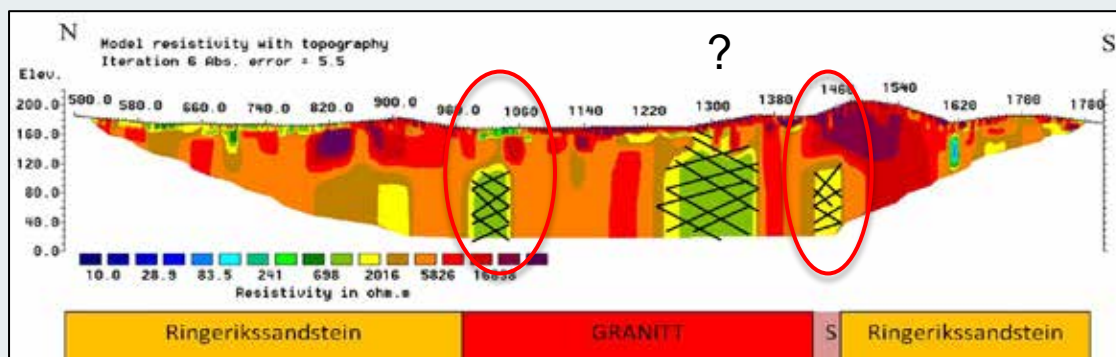 N
?
S
Model resistivity with topography
Iteration 6 Abs. error = 5.5
Elev.
500.0 580.0 660.0 740.0 820.0 900.0 980.0 1060 1140 1220 1300 1380 1460 1540 1620 1700 1780
200.0
160.0
120.0
80.0
40.0
0.0
10.0 28.9 83.5 241 698 2016 5826 16838
Resistivity in ohm.m
Ringerikssandstein GRANITT S Ringerikssandstein